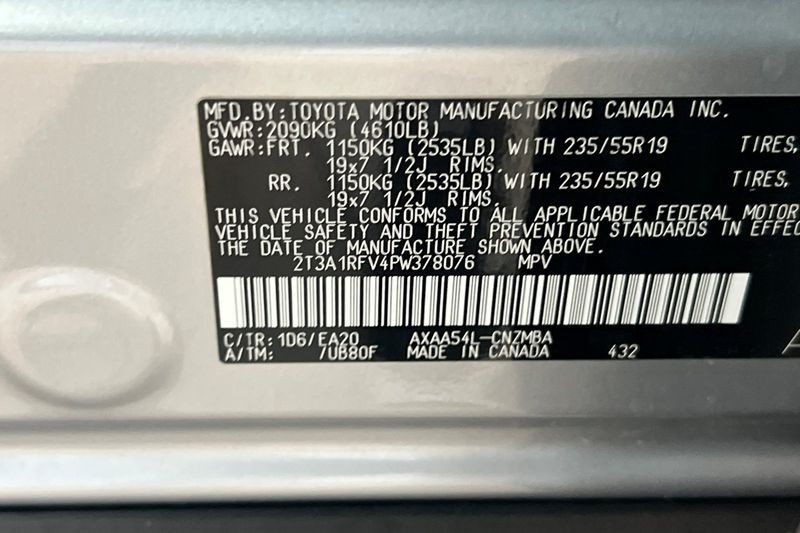 MFD.BY:TOYOTA MOTOR MANUFACTURING CANADA INC.
GVWR:2090KG (4610LB)
GAWR:FRT. 1150KG (2535LB) WITH 235/55R19 TIRES,
19x7 1/2J RIMS.
RR. 1150KG (2535LB) WITH 235/55R19 TIRES,
19x7 1/2J RIMS.
THIS VEHICLE CONFORMS TO ALL APPLICABLE FEDERAL MOTOR
VEHICLE SAFETY AND THEFT PREVENTION STANDARDS IN EFFEC
THE DATE OF MANUFACTURE SHOWN ABOVE.
2T3A1RFV4PW378076 MPV
C/TR: 1D6/EA20 AXAA54L-CNZMBA
A/TM: /UB80F MADE IN CANADA 432